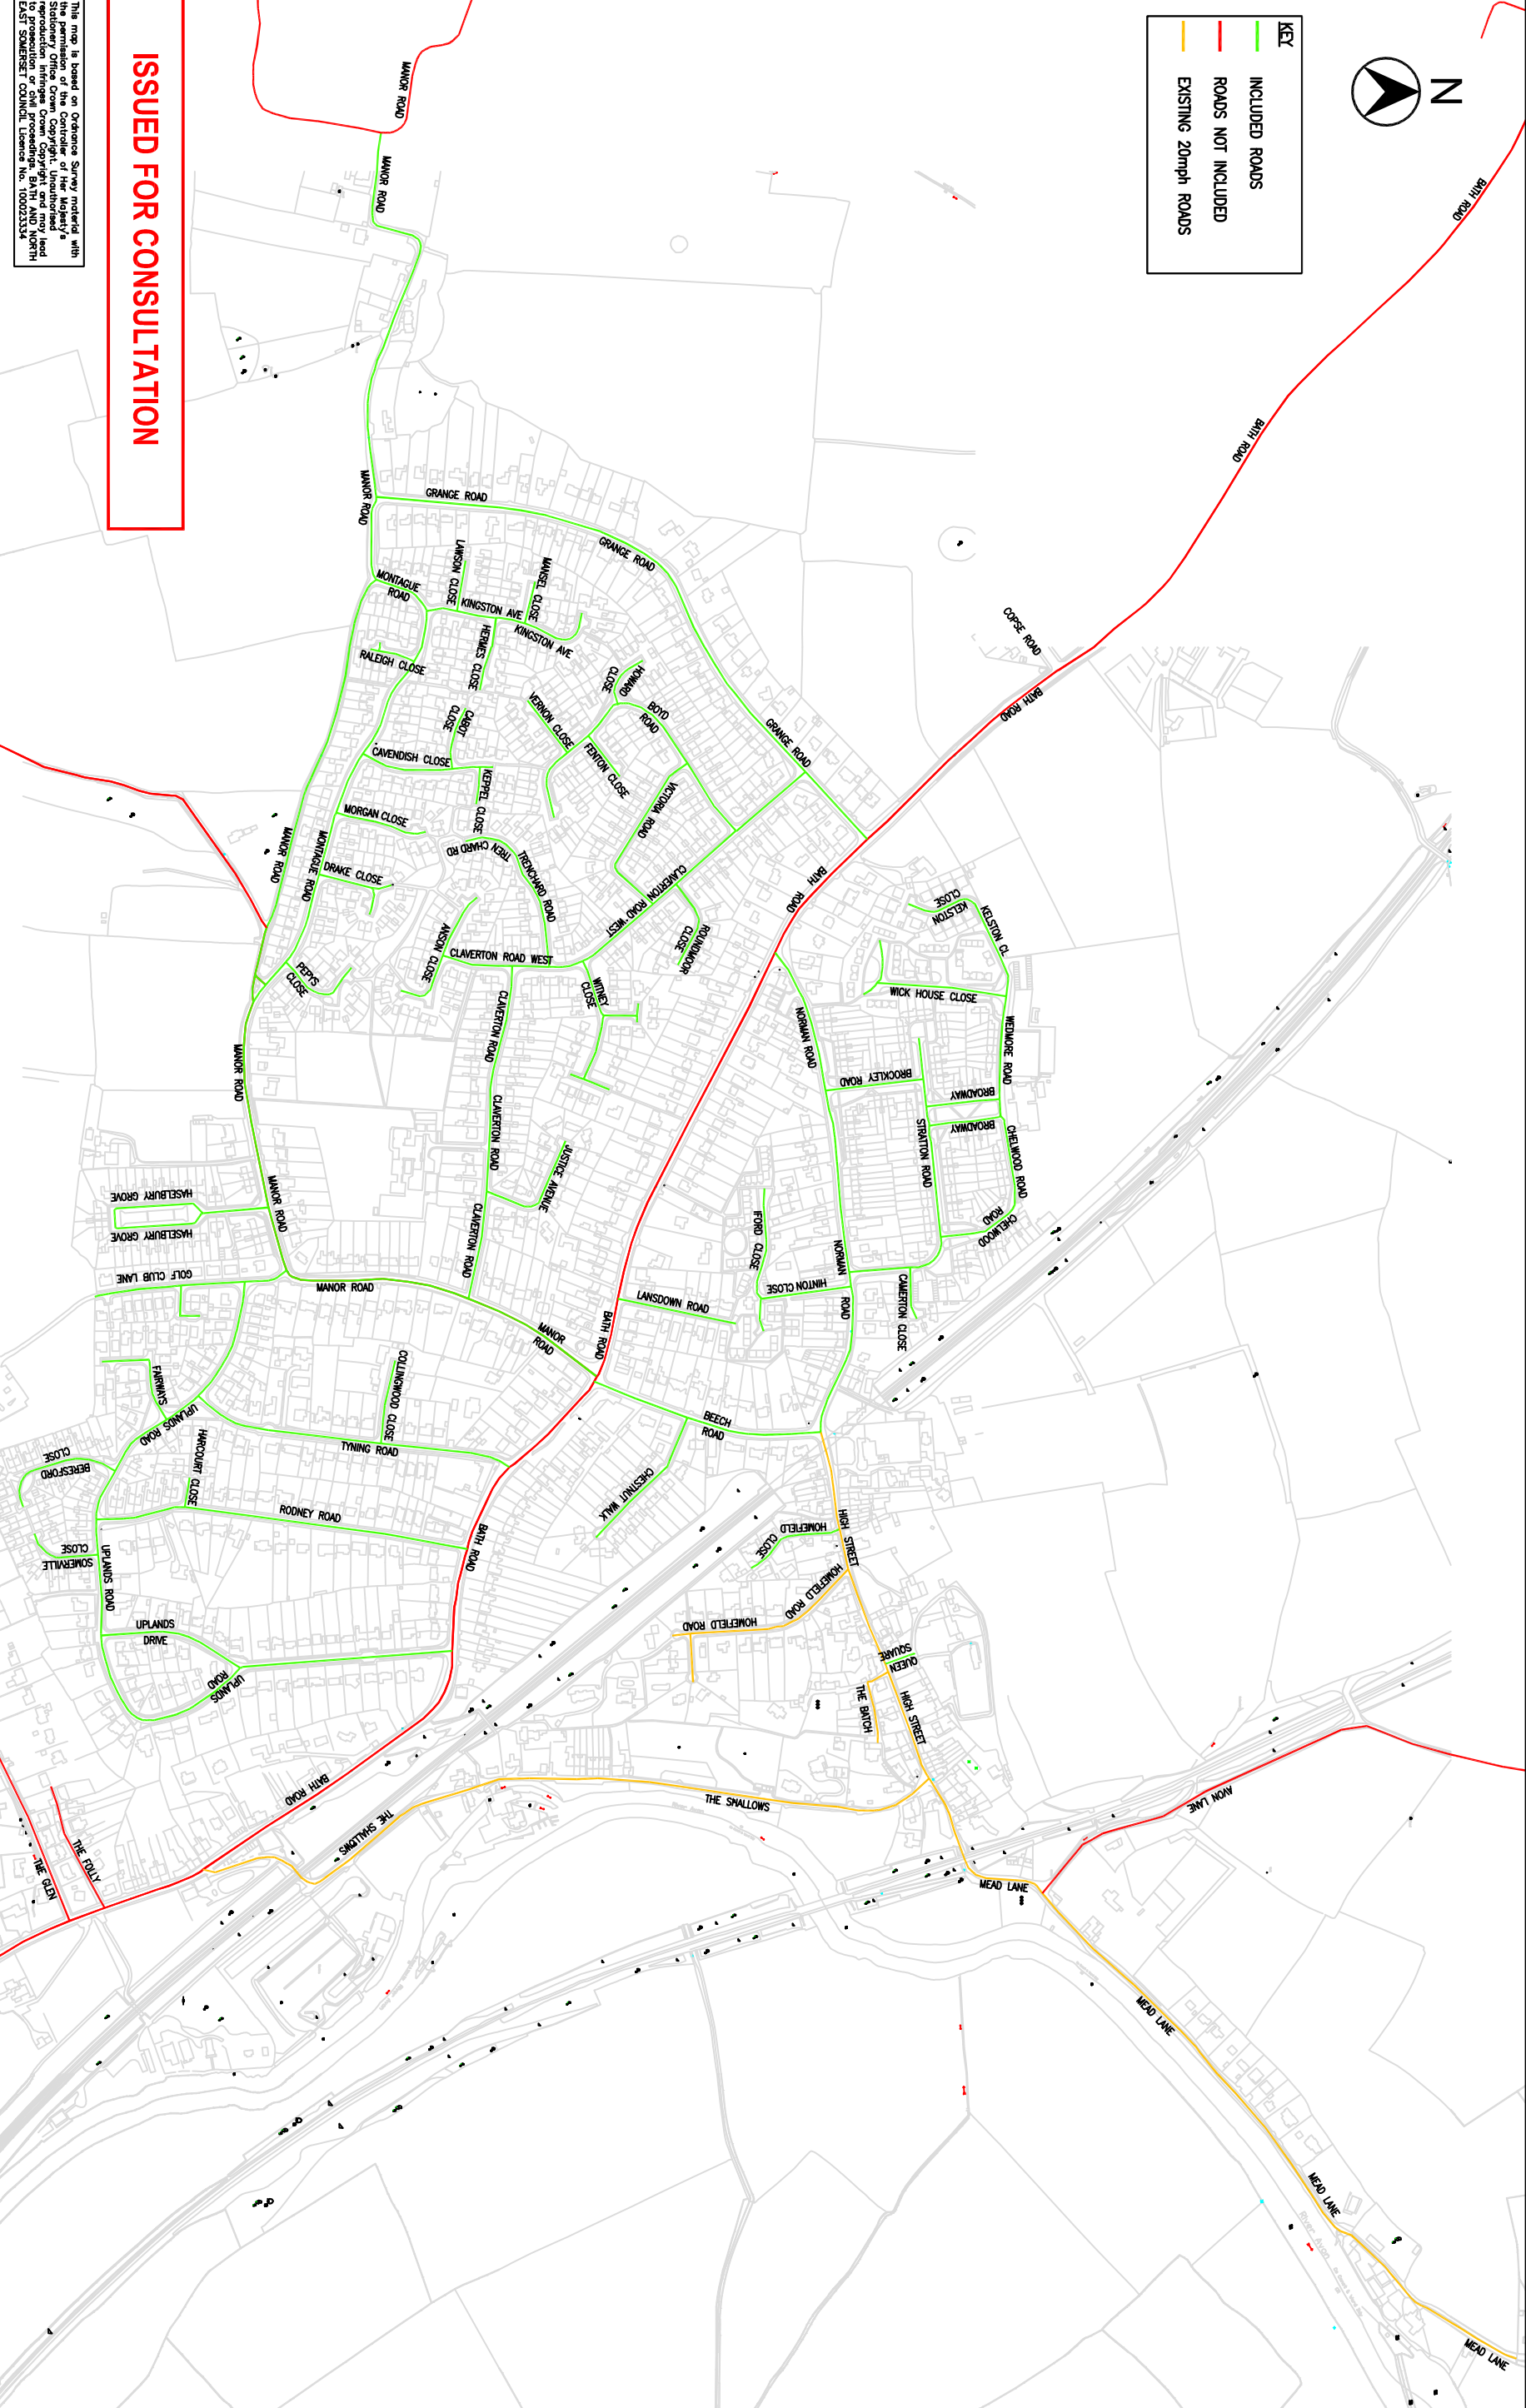 KEY
INCLUDED ROADS
ROADS NOT INCLUDED
EXISTING 20mph ROADS
N
ISSUED FOR CONSULTATION
This map is based on Ordnance Survey material with
the permission of the Controller of Her Majesty's
Stationery Office Crown Copyright. Unauthorised
reproduction infringes Crown Copyright and may lead
to prosecution or civil proceedings. BATH AND NORTH
EAST SOMERSET COUNCIL Licence No. 100023334
BATH ROAD
BATH ROAD
COPSE ROAD
BATH ROAD
BATH
ROAD
BATH ROAD
BATH ROAD
BATH ROAD
MANOR ROAD
MANOR ROAD
MANOR ROAD
MANOR ROAD
MANOR ROAD
MANOR ROAD
MANOR ROAD
MANOR
ROAD
GRANGE ROAD
GRANGE ROAD
GRANGE ROAD
MONTAGUE
ROAD
LAWSON CLOSE
MANSEL CLOSE
KINGSTON AVE
KINGSTON AVE
HERMES CLOSE
RALEIGH CLOSE
CABOT
CLOSE
CAVENDISH CLOSE
KEPPEL CLOSE
MORGAN CLOSE
MONTAGUE ROAD
DRAKE CLOSE
PEPYS
CLOSE
HOWARD
CLOSE
BOYD
ROAD
VERNON CLOSE
FENTON CLOSE
VICTORIA ROAD
TREN CHARD RD
TRENCHARD ROAD
ANSON CLOSE
CLAVERTON ROAD WEST
CLAVERTON ROAD WEST
ROUNDMOOR
CLOSE
WITNEY
CLOSE
CLAVERTON ROAD
CLAVERTON ROAD
CLAVERTON ROAD
JUSTICE AVENUE
KELSTON
CLOSE
KELSTON CL
WICK HOUSE CLOSE
WEDMORE ROAD
NORMAN ROAD
BROCKLEY ROAD
BROADWAY
BROADWAY
STRATTON ROAD
CHELWOOD ROAD
CHELWOOD
ROAD
IFORD CLOSE
NORMAN
ROAD
HINTON CLOSE
CAMERTON CLOSE
LANSDOWN ROAD
HASELBURY GROVE
HASELBURY GROVE
GOLF CLUB LANE
FAIRWAYS
UPLANDS ROAD
COLLINGWOOD CLOSE
TYNING ROAD
HARCOURT CLOSE
BERESFORD
CLOSE
RODNEY ROAD
SOMERVILLE
CLOSE
UPLANDS ROAD
UPLANDS
DRIVE
UPLANDS
ROAD
BEECH
ROAD
CHESTNUT WALK
HIGH STREET
HOMEFIELD
CLOSE
HOMEFIELD ROAD
HOMEFIELD ROAD
QUEEN
SQUARE
THE BATCH
HIGH STREET
THE SHALLOWS
THE SHALLOWS
THE FOLLY
THE GLEN
AVON LANE
MEAD LANE
MEAD LANE
MEAD LANE
MEAD LANE
River Avon